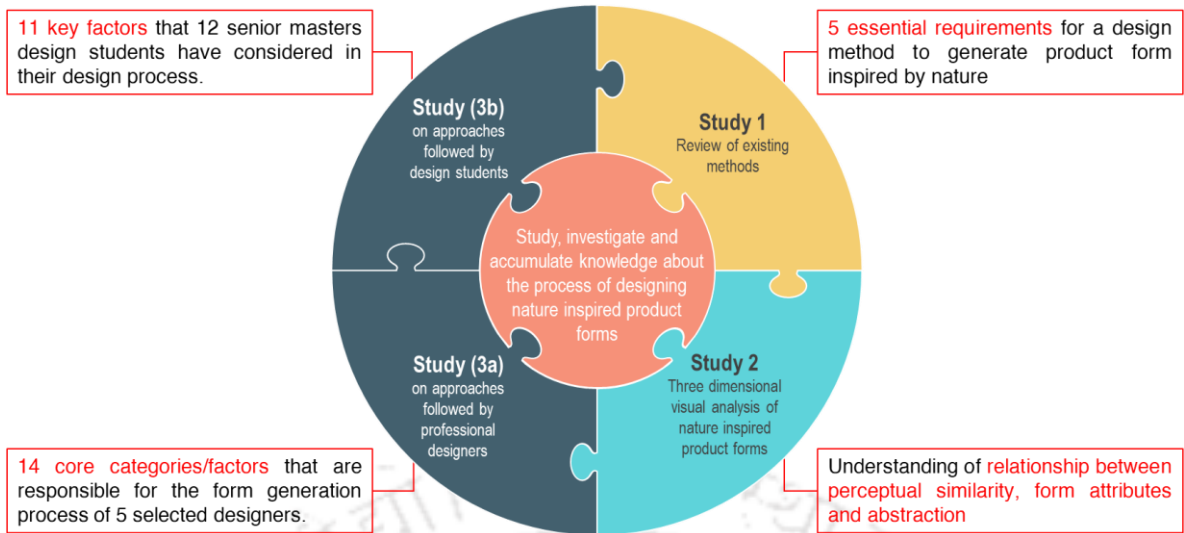 11 key factors that 12 senior masters
design students have considered in
their design process.
5 essential requirements for a design
method to generate product form
inspired by nature
Study (3b)
on approaches
followed by
design students
Study 1
Review of existing
methods
Study, investigate and
accumulate knowledge about
the process of designing
nature inspired product
forms
Study (3a)
on approaches
followed by
professional
designers
Study 2
Three dimensional
visual analysis of
nature inspired
product forms
14 core categories/factors that are
responsible for the form generation
process of 5 selected designers.
Understanding of relationship between
perceptual similarity, form attributes
and abstraction